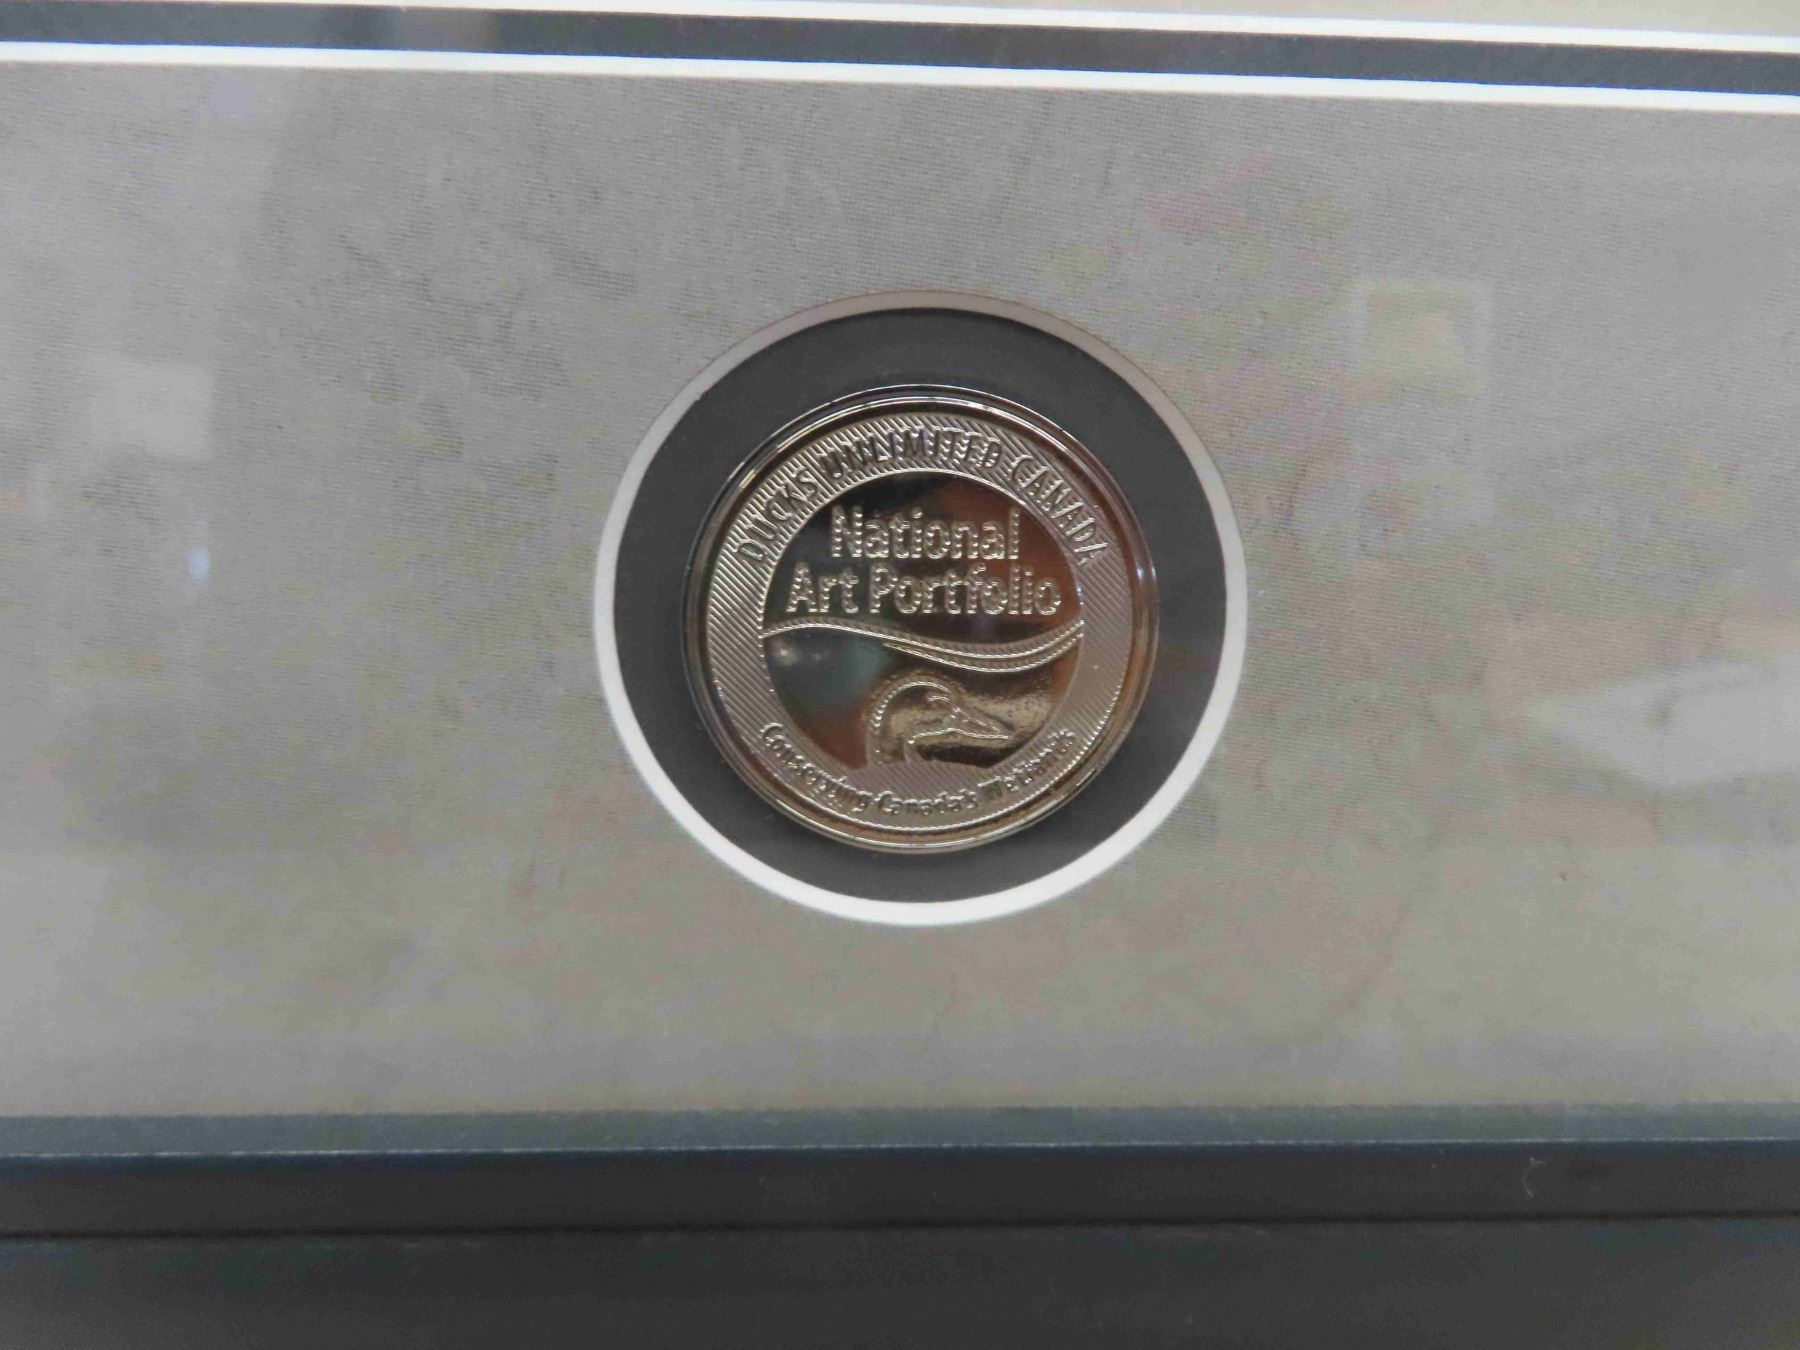 DUCKS UNLIMITED CANADA
National
Art Portfolio
Conserving Canada's Wetlands